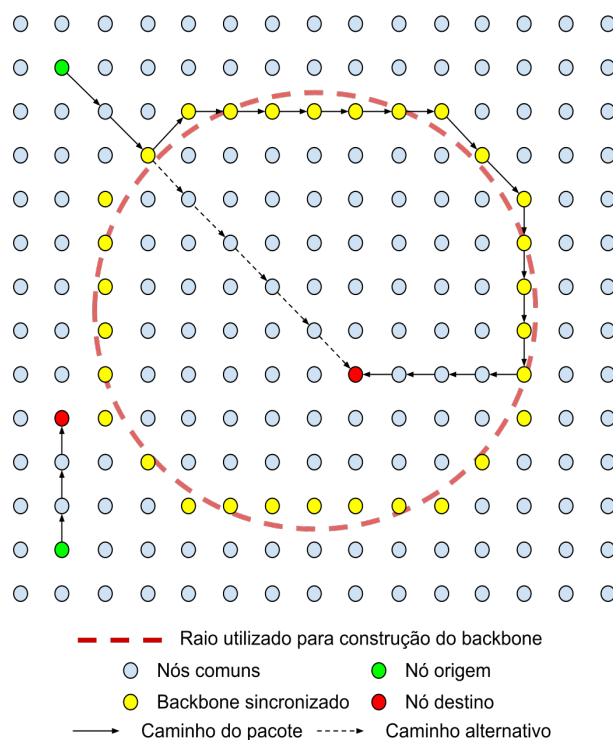 Raio utilizado para construção do backbone
Nós comuns
Nó origem
Backbone sincronizado
Nó destino
Caminho do pacote
Caminho alternativo